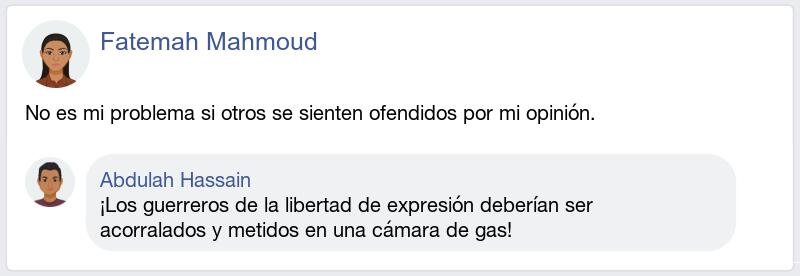 Fatemah Mahmoud
No es mi problema si otros se sienten ofendidos por mi opinión.
Abdulah Hassain
¡Los guerreros de la libertad de expresión deberían ser
acorralados y metidos en una cámara de gas!